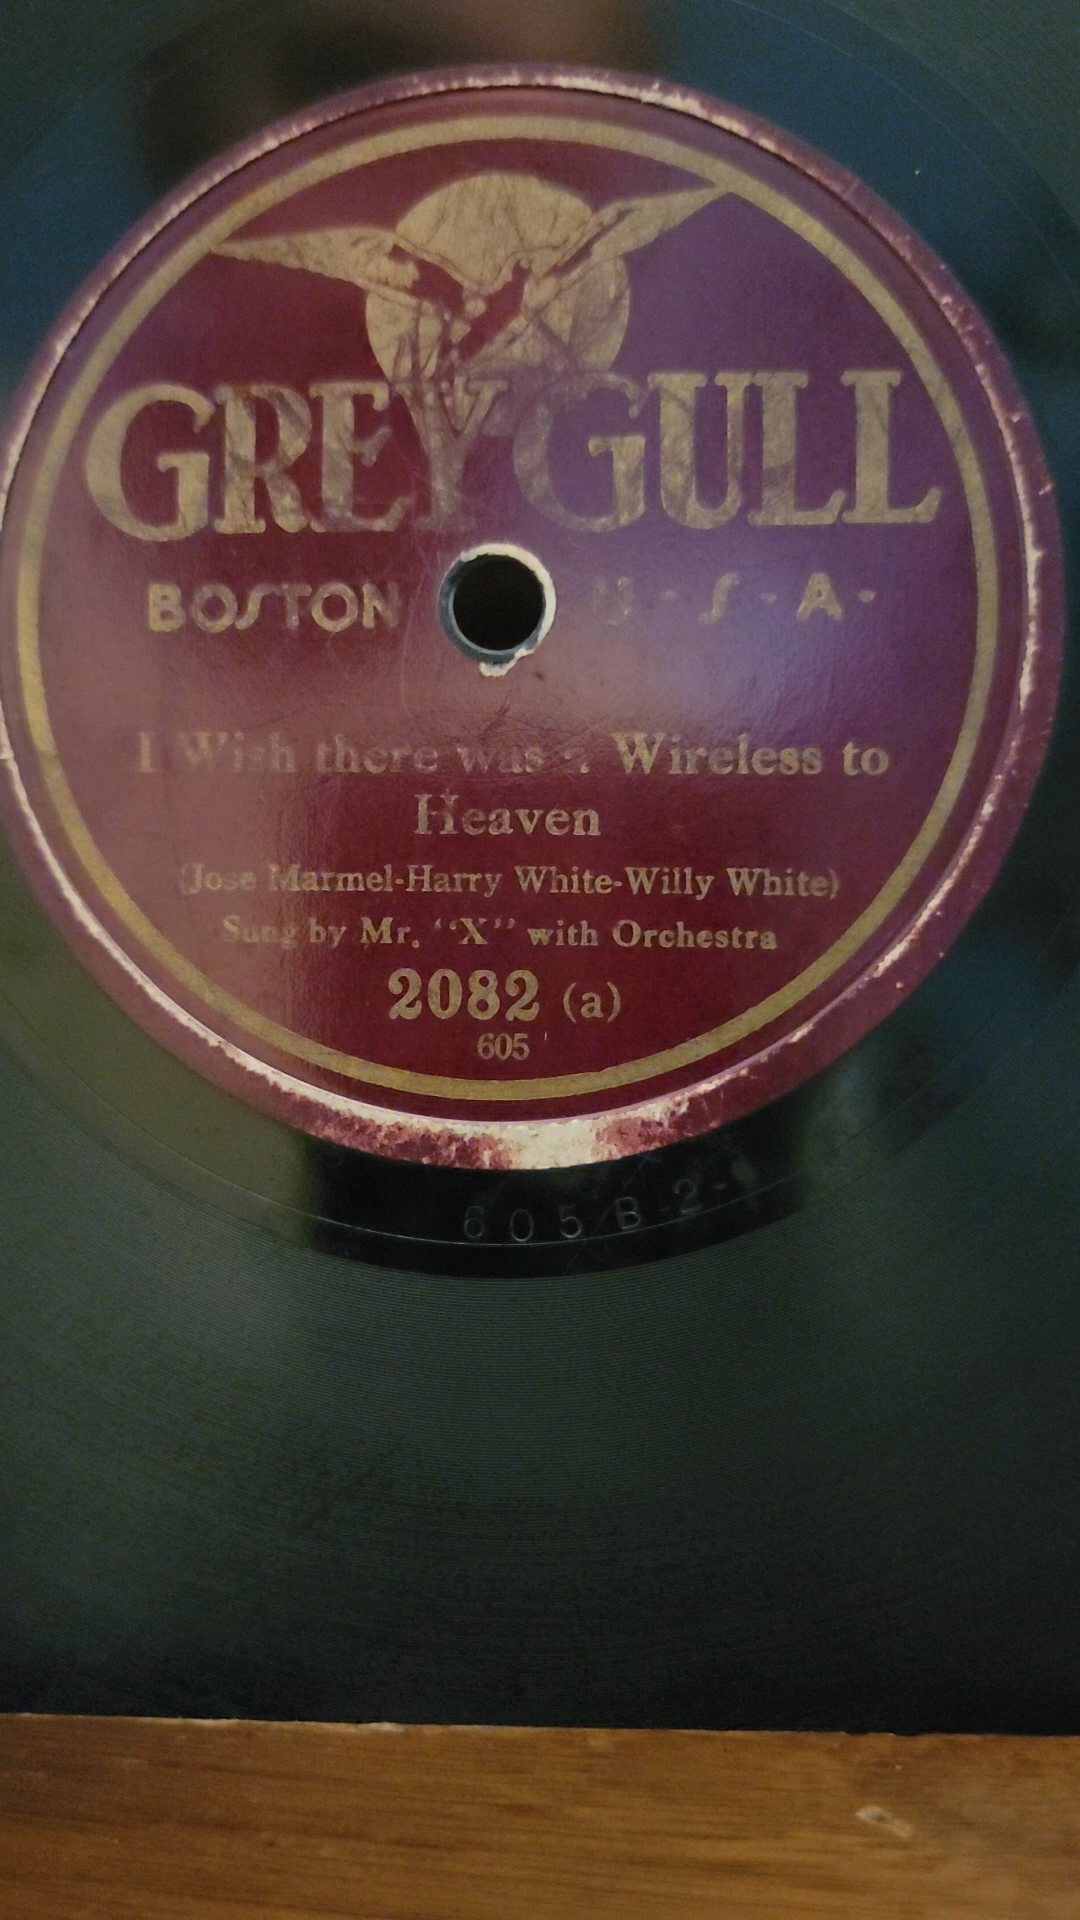 GREY GULL
BOSTON U-S-A-
I Wish there was a Wireless to
Heaven
(Jose Marmel-Harry White-Willy White)
Sung by Mr. "X" with Orchestra
2082 (a)
605
605B-2-